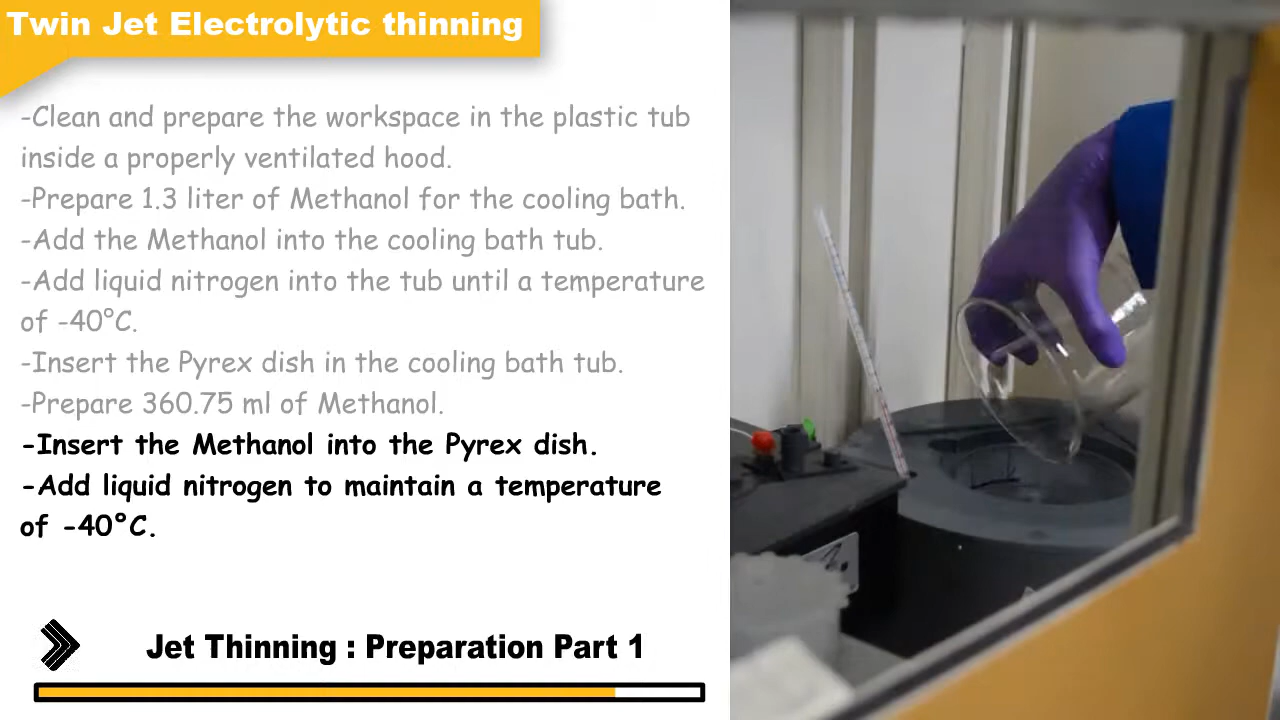 Twin Jet Electrolytic thinning
-Clean and prepare the workspace in the plastic tub
inside a properly ventilated hood.
-Prepare 1.3 liter of Methanol for the cooling bath.
-Add the Methanol into the cooling bath tub.
-Add liquid nitrogen into the tub until a temperature
of -40°C.
-Insert the Pyrex dish in the cooling bath tub.
-Prepare 360.75 ml of Methanol.
-Insert the Methanol into the Pyrex dish.
-Add liquid nitrogen to maintain a temperature
of -40°C.
Jet Thinning : Preparation Part 1